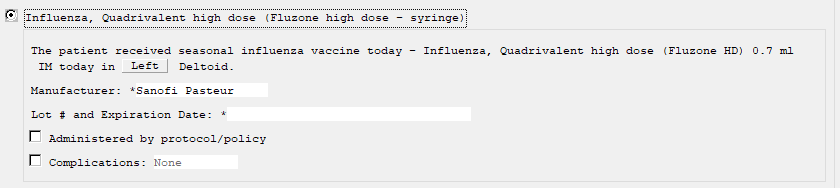 Influenza, Quadrivalent high dose (Fluzone high dose - syringe)
The patient received seasonal influenza vaccine today - Influenza, Quadrivalent high dose (Fluzone HD) 0.7 ml
IM today in Left Deltoid.
Manufacturer: *Sanofi Pasteur
Lot # and Expiration Date: *
Administered by protocol/policy
Complications: None